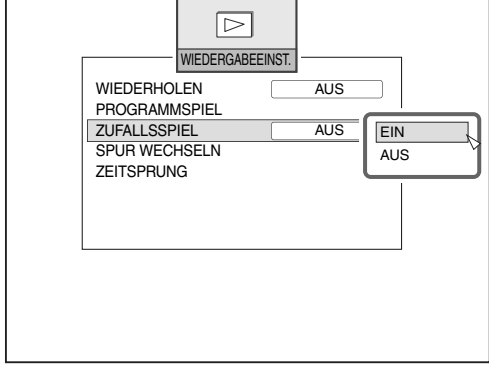 WIEDERGABEEINST.
WIEDERHOLEN AUS
PROGRAMMSPIEL
ZUFALLSSPIEL AUS EIN
SPUR WECHSELN AUS
ZEITSPRUNG